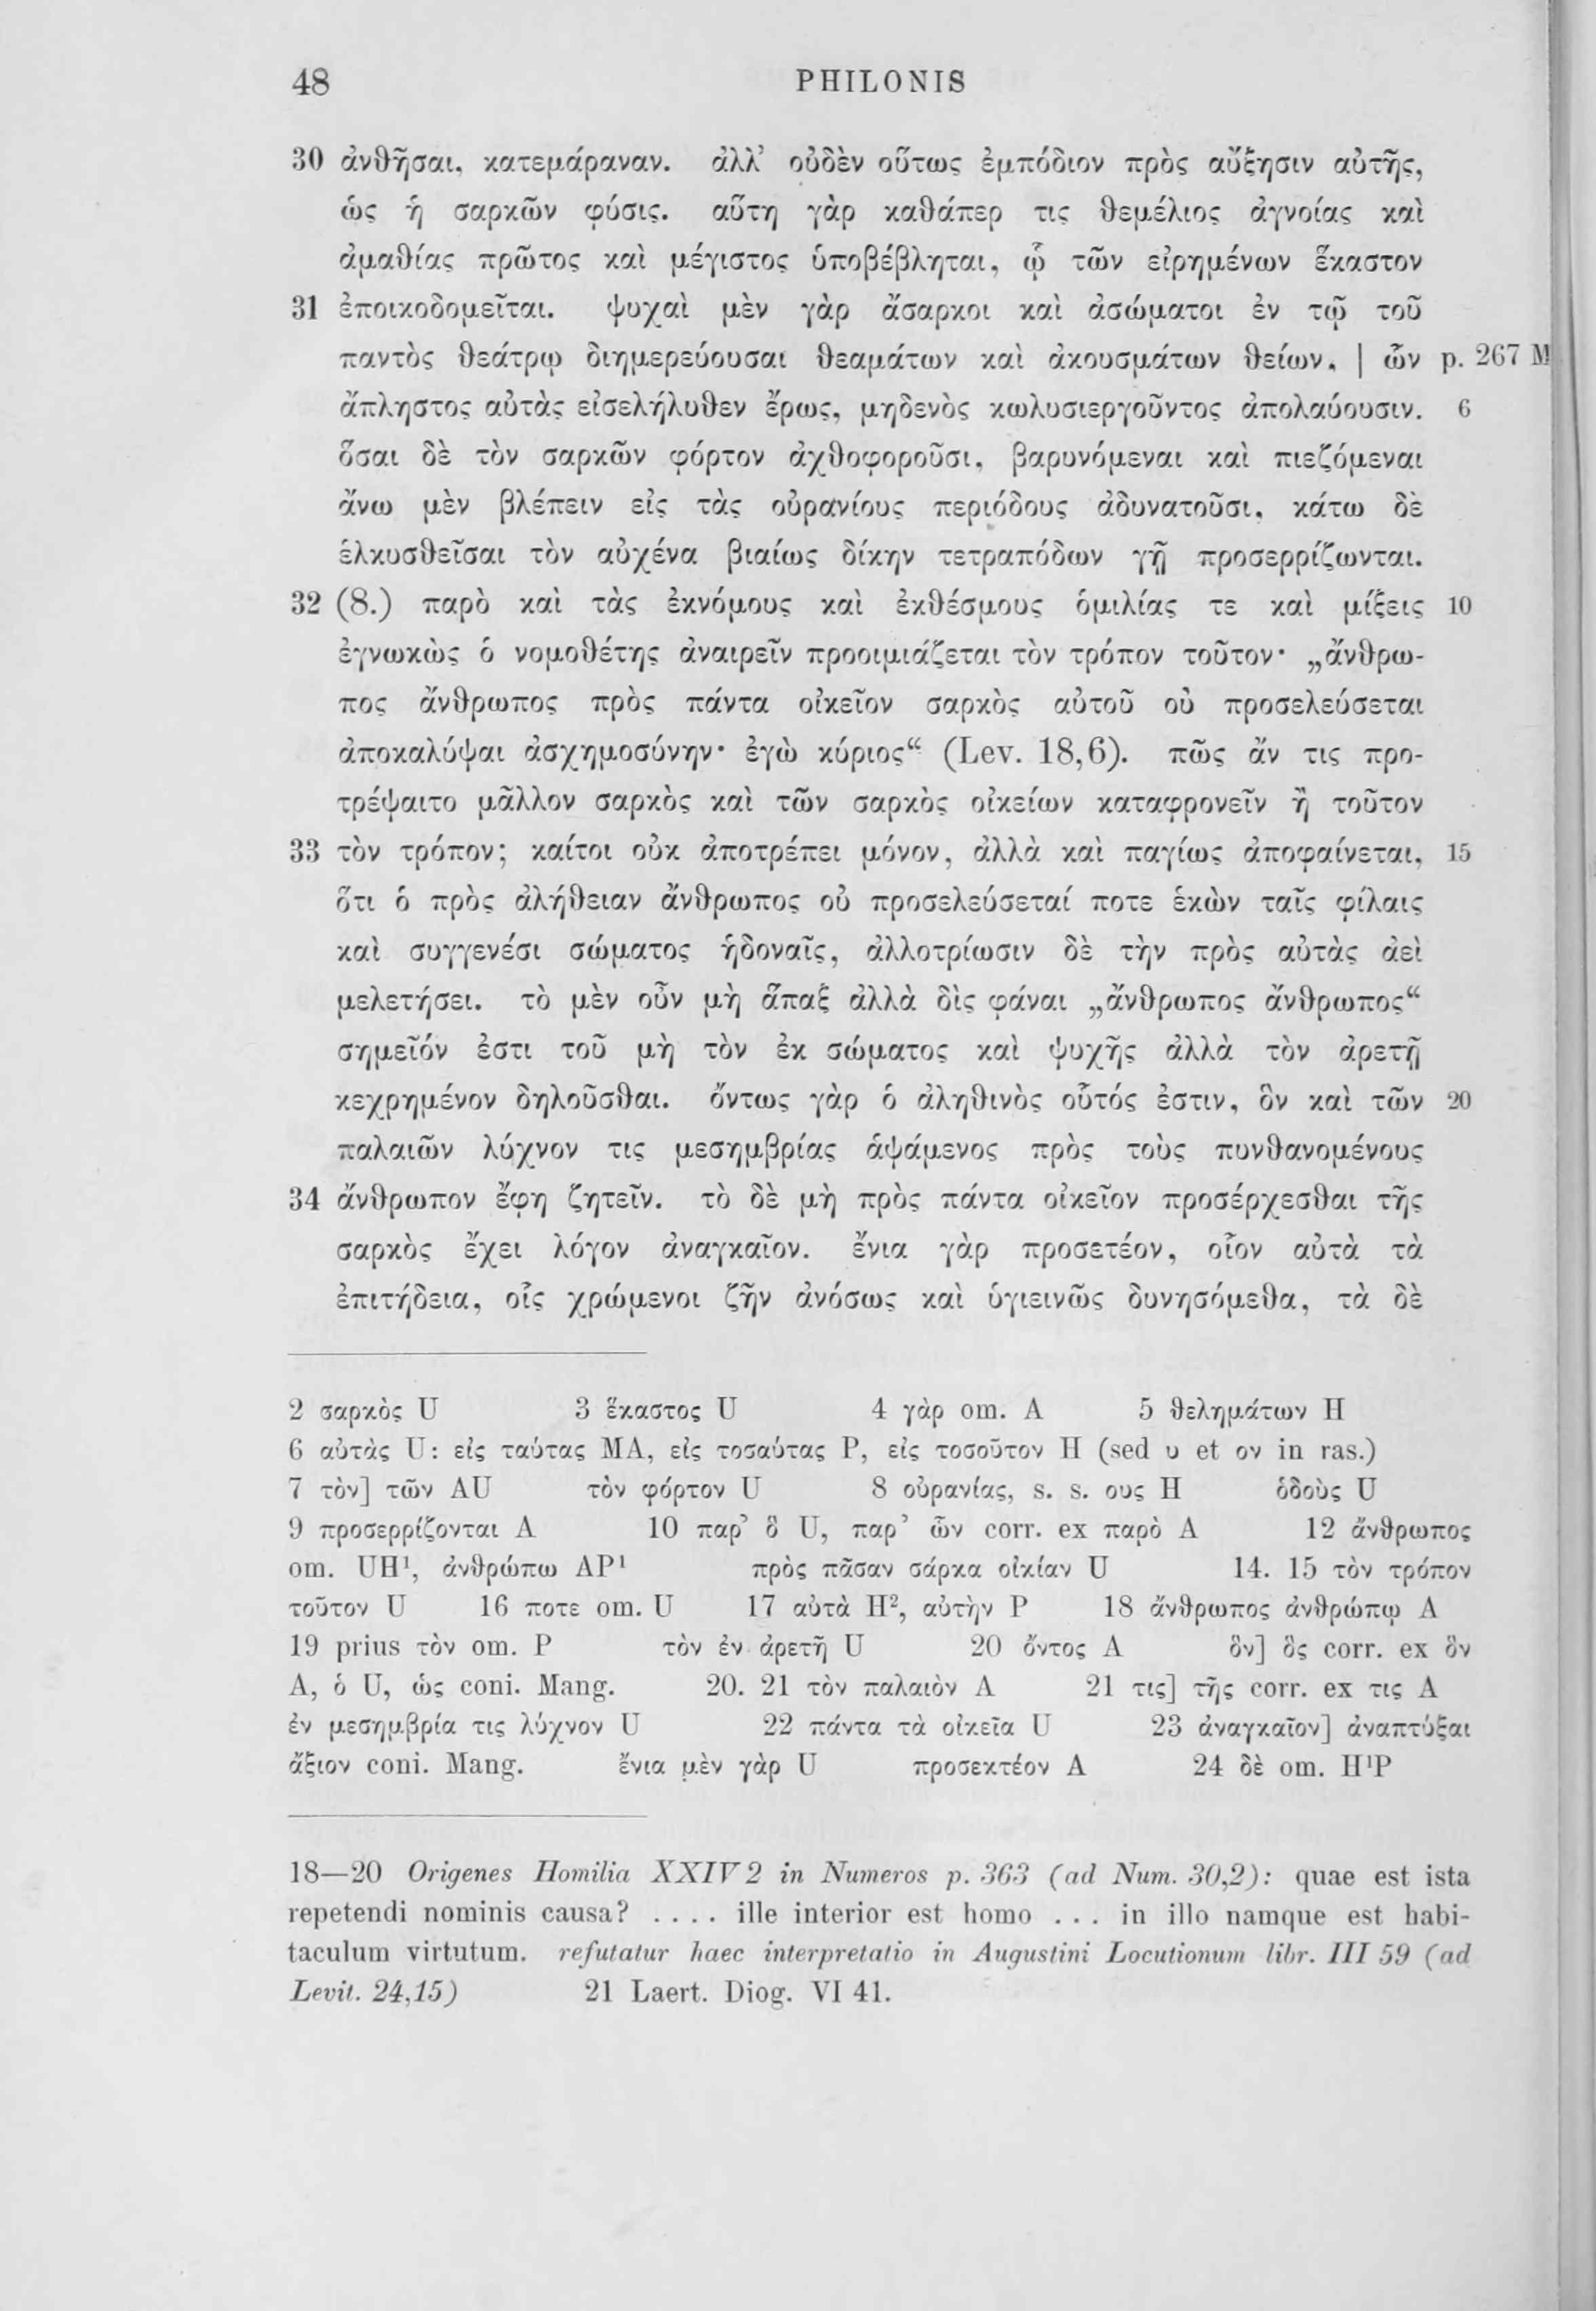 48 PHILONIS
30 ἀνθῆσαι, κατεμάραναν. ἀλλ’ οὐδὲν οὕτως ἐμπόδιον πρὸς αὔξησιν αὐτῆς,
ὡς ἡ σαρκῶν φύσις. αὕτη γὰρ καθάπερ τις θεμέλιος ἀγνοίας καὶ
ἀμαθίας πρῶτος καὶ μέγιστος ὑποβέβληται, ᾧ τῶν εἰρημένων ἕκαστον
31 ἐποικοδομεῖται. ψυχαὶ μὲν γὰρ ἄσαρκοι καὶ ἀσώματοι ἐν τῷ τοῦ
παντὸς θεάτρῳ διημερεύουσαι θεαμάτων καὶ ἀκουσμάτων θείων, | ὧν p. 267 M
ἄπληστος αὐτὰς εἰσελήλυθεν ἔρως, μηδενὸς κωλυσιεργοῦντος ἀπολαύουσιν. 6
ὅσαι δὲ τὸν σαρκῶν φόρτον ἀχθοφοροῦσι, βαρυνόμεναι καὶ πιεζόμεναι
ἄνω μὲν βλέπειν εἰς τὰς οὐρανίους περιόδους ἀδυνατοῦσι, κάτω δὲ
ἑλκυσθεῖσαι τὸν αὐχένα βιαίως δίκην τετραπόδων γῇ προσερρίζωνται.
32 (8.) παρὸ καὶ τὰς ἐκνόμους καὶ ἐκθέσμους ὁμιλίας τε καὶ μίξεις 10
ἐγνωκὼς ὁ νομοθέτης ἀναιρεῖν προοιμιάζεται τὸν τρόπον τοῦτον· „ἄνθρω-
πος ἄνθρωπος πρὸς πάντα οἰκεῖον σαρκὸς αὐτοῦ οὐ προσελεύσεται
ἀποκαλύψαι ἀσχημοσύνην· ἐγὼ κύριος“ (Lev. 18,6). πῶς ἄν τις προ-
τρέψαιτο μᾶλλον σαρκὸς καὶ τῶν σαρκὸς οἰκείων καταφρονεῖν ἢ τοῦτον
33 τὸν τρόπον; καίτοι οὐκ ἀποτρέπει μόνον, ἀλλὰ καὶ παγίως ἀποφαίνεται, 15
ὅτι ὁ πρὸς ἀλήθειαν ἄνθρωπος οὐ προσελεύσεταί ποτε ἑκὼν ταῖς φίλαις
καὶ συγγενέσι σώματος ἡδοναῖς, ἀλλοτρίωσιν δὲ τὴν πρὸς αὐτὰς ἀεὶ
μελετήσει. τὸ μὲν οὖν μὴ ἅπαξ ἀλλὰ δὶς φάναι „ἄνθρωπος ἄνθρωπος“
σημεῖόν ἐστι τοῦ μὴ τὸν ἐκ σώματος καὶ ψυχῆς ἀλλὰ τὸν ἀρετῇ
κεχρημένον δηλοῦσθαι. ὄντως γὰρ ὁ ἀληθινὸς οὗτός ἐστιν, ὃν καὶ τῶν 20
παλαιῶν λύχνον τις μεσημβρίας ἁψάμενος πρὸς τοὺς πυνθανομένους
34 ἄνθρωπον ἔφη ζητεῖν. τὸ δὲ μὴ πρὸς πάντα οἰκεῖον προσέρχεσθαι τῆς
σαρκὸς ἔχει λόγον ἀναγκαῖον. ἔνια γὰρ προσετέον, οἷον αὐτὰ τὰ
ἐπιτήδεια, οἷς χρώμενοι ζῆν ἀνόσως καὶ ὑγιεινῶς δυνησόμεθα, τὰ δὲ
2 σαρκὸς U 3 ἕκαστος U 4 γὰρ om. A 5 θελημάτων H
6 αὐτὰς U: εἰς ταύτας MA, εἰς τοσαύτας P, εἰς τοσοῦτον H (sed υ et ον in ras.)
7 τὸν] τῶν AU τὸν φόρτον U 8 οὐρανίας, s. s. ους H ὁδοὺς U
9 προσερρίζονται A 10 παρ’ ὃ U, παρ’ ὧν corr. ex παρὸ A 12 ἄνθρωπος
om. UH¹, ἀνθρώπω AP¹ πρὸς πᾶσαν σάρκα οἰκίαν U 14. 15 τὸν τρόπον
τοῦτον U 16 ποτε om. U 17 αὐτὰ H², αὐτὴν P 18 ἄνθρωπος ἀνθρώπῳ A
19 prius τὸν om. P τὸν ἐν ἀρετῇ U 20 ὄντος A ὃν] ὃς corr. ex ὃν
A, ὁ U, ὡς coni. Mang. 20. 21 τὸν παλαιὸν A 21 τις] τῆς corr. ex τις A
ἐν μεσημβρία τις λύχνον U 22 πάντα τὰ οἰκεῖα U 23 ἀναγκαῖον] ἀναπτύξαι
ἄξιον coni. Mang. ἔνια μὲν γὰρ U προσεκτέον A 24 δὲ om. H¹P
18—20 Origenes Homilia XXIV 2 in Numeros p. 363 (ad Num. 30,2): quae est ista
repetendi nominis causa? .... ille interior est homo ... in illo namque est habi-
taculum virtutum. refutatur haec interpretatio in Augustini Locutionum libr. III 59 (ad
Levit. 24,15) 21 Laert. Diog. VI 41.